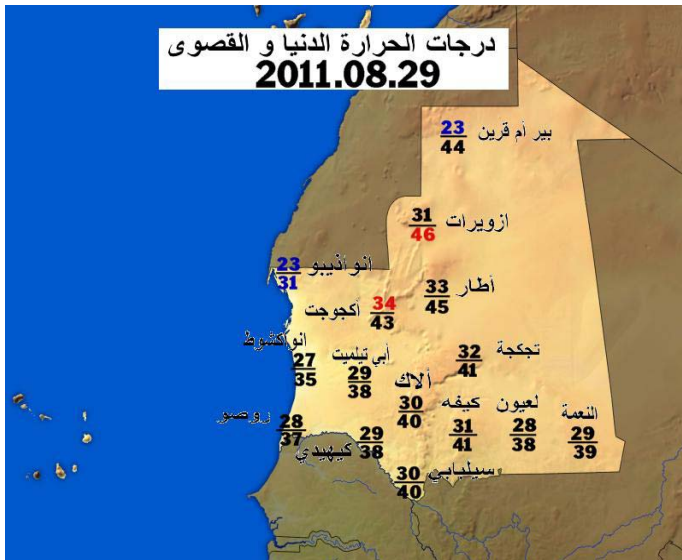 درجات الحرارة الدنيا و القصوى
2011.08.29
بير أم قرين
23
44
ازويرات
31
46
انواذيبو
23
31
أطار
33
45
أكجوجت
34
43
انواكشوط
27
35
أبي تيلميت
29
38
تجكجة
32
41
ألاك
30
40
كيفه
31
41
لعيون
28
38
النعمة
29
39
روصو
28
37
كيهيدي
29
38
سيلبابي
30
40